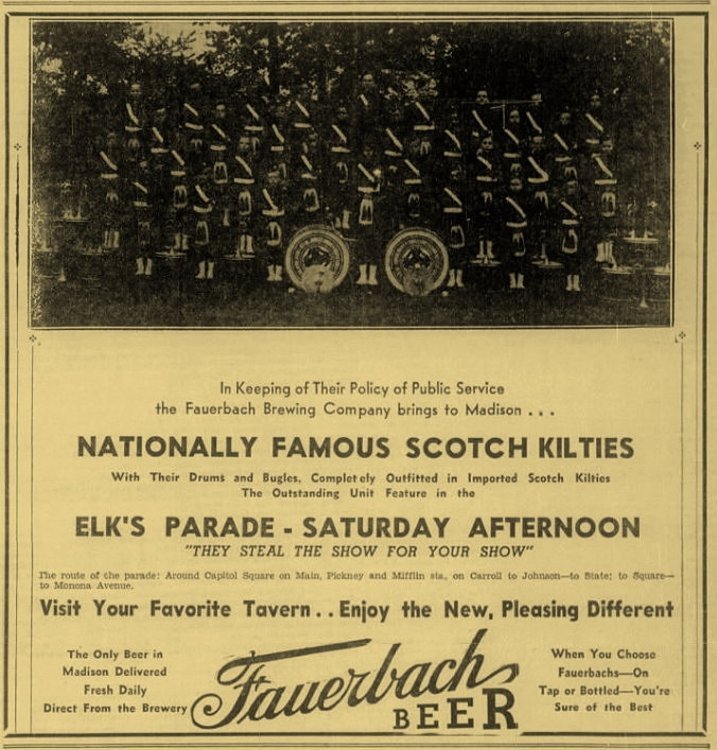 In Keeping of Their Policy of Public Service
the Fauerbach Brewing Company brings to Madison . . .
NATIONALLY FAMOUS SCOTCH KILTIES
With Their Drums and Bugles, Completely Outfitted in Imported Scotch Kilties
The Outstanding Unit Feature in the
ELK'S PARADE - SATURDAY AFTERNOON
"THEY STEAL THE SHOW FOR YOUR SHOW"
The route of the parade: Around Capitol Square on Main, Pickney and Mifflin sts., on Carroll to Johnson—to State; to Square—
to Monona Avenue.
Visit Your Favorite Tavern . . Enjoy the New, Pleasing Different
The Only Beer in
Madison Delivered
Fresh Daily
Direct From the Brewery
Fauerbach
BEER
When You Choose
Fauerbachs—On
Tap or Bottled—You're
Sure of the Best